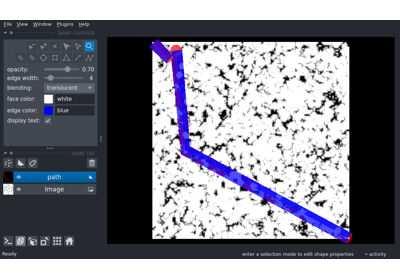 File View Window Plugins Help
layer controls
opacity: 0.70
edge width: 4
blending: translucent
face color: white
edge color: blue
display text:
layer list
path
Image
Ready
enter a selection mode to edit shape properties
activity